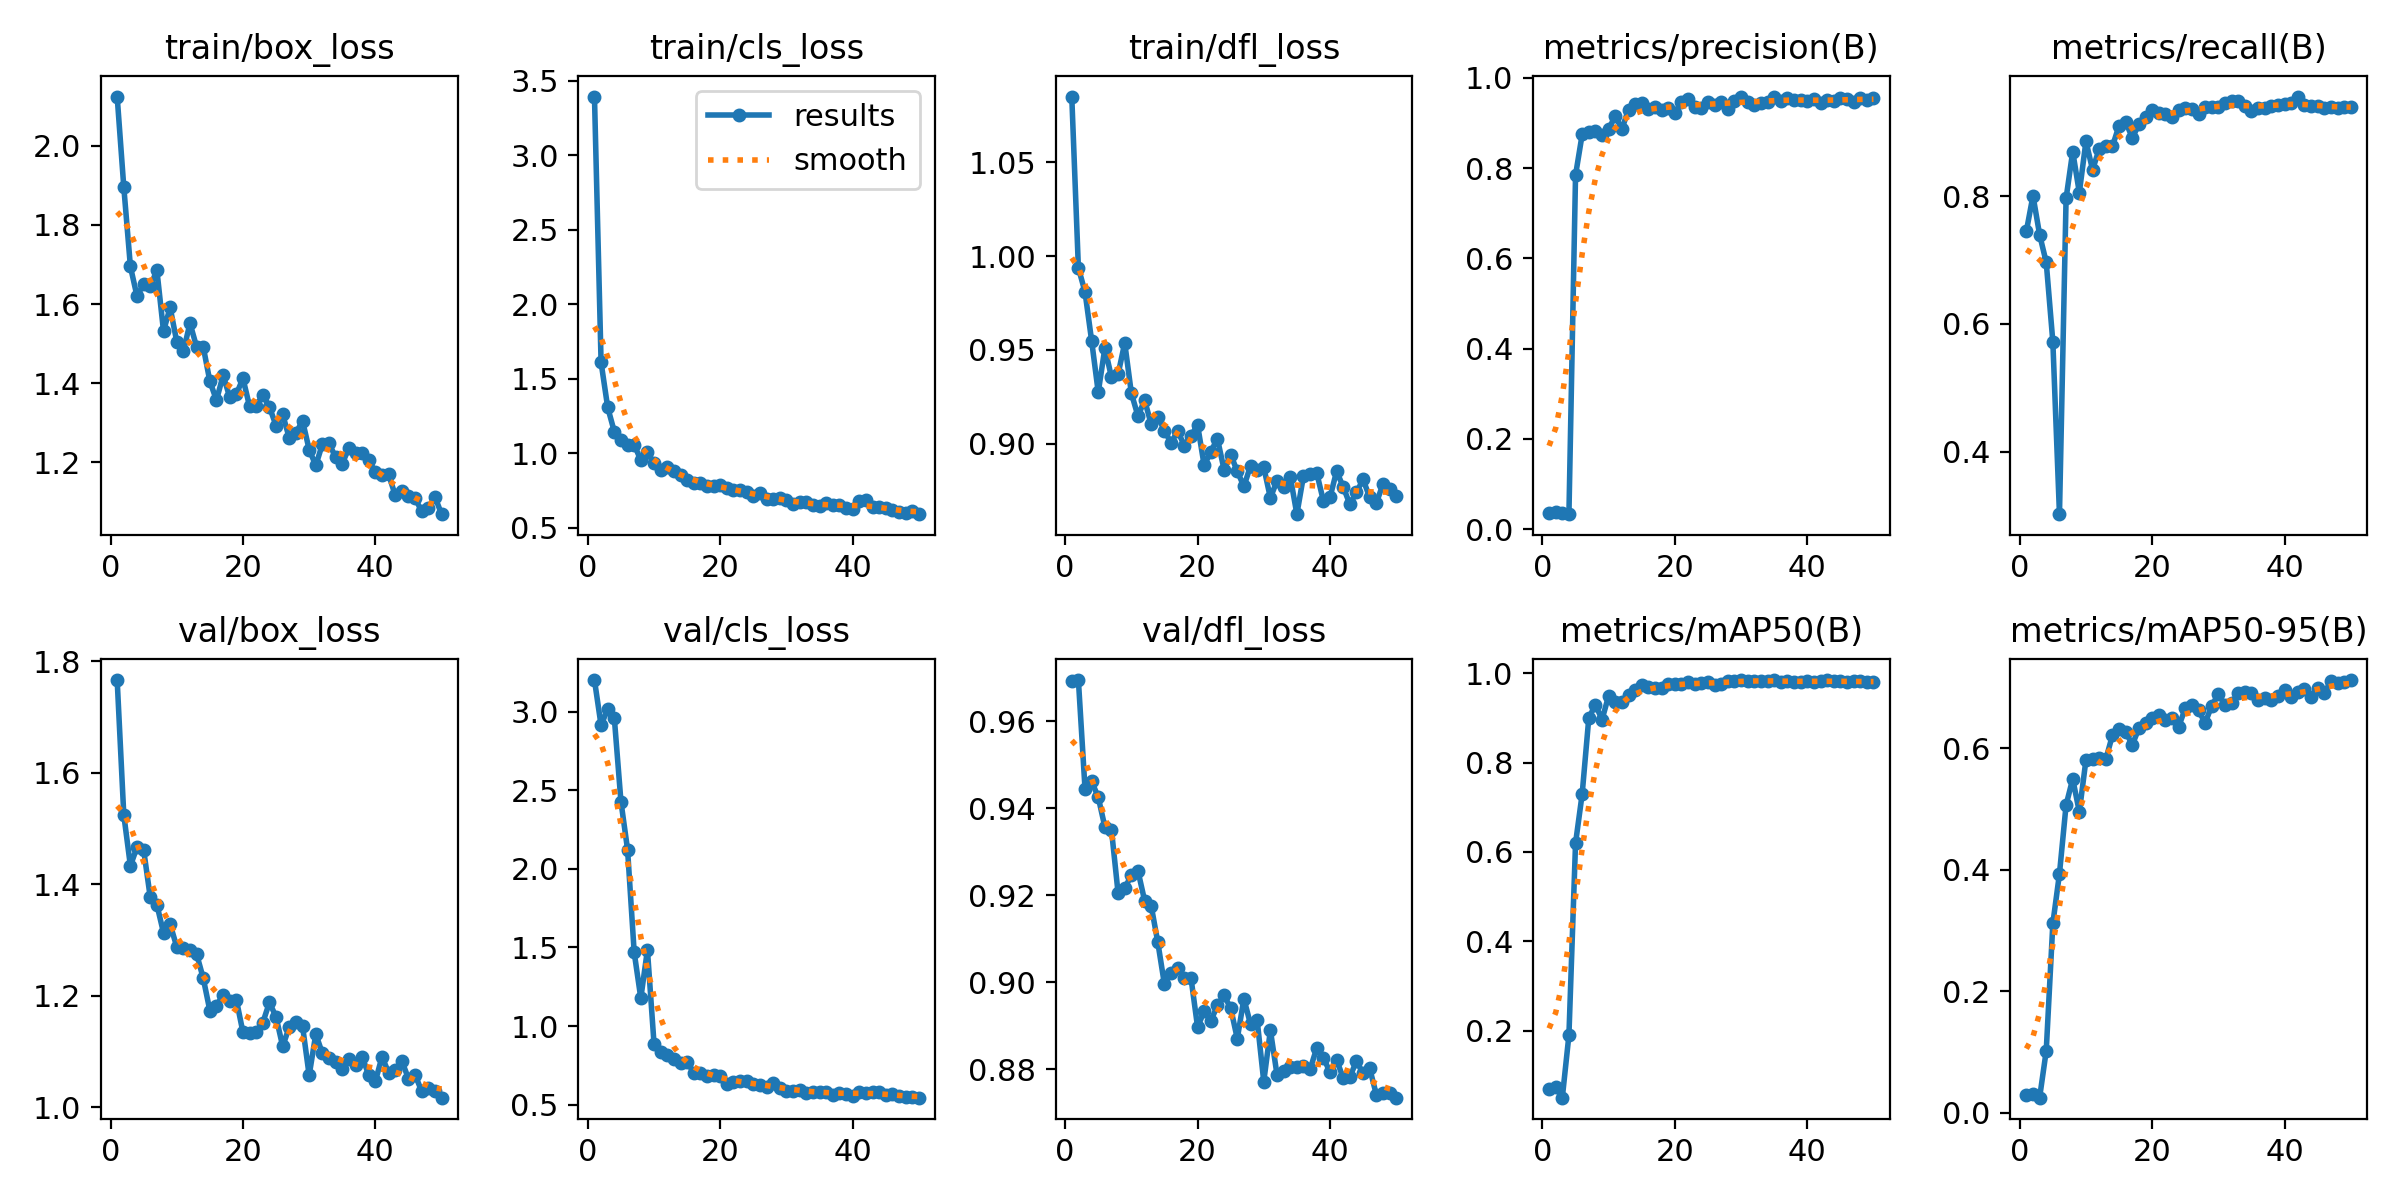 train/box_loss
2.0
1.8
1.6
1.4
1.2
0 20 40
train/cls_loss
3.5
3.0
2.5
2.0
1.5
1.0
0.5
0 20 40
results
smooth
train/dfl_loss
1.05
1.00
0.95
0.90
0 20 40
metrics/precision(B)
1.0
0.8
0.6
0.4
0.2
0.0
0 20 40
metrics/recall(B)
0.8
0.6
0.4
0 20 40
val/box_loss
1.8
1.6
1.4
1.2
1.0
0 20 40
val/cls_loss
3.0
2.5
2.0
1.5
1.0
0.5
0 20 40
val/dfl_loss
0.96
0.94
0.92
0.90
0.88
0 20 40
metrics/mAP50(B)
1.0
0.8
0.6
0.4
0.2
0 20 40
metrics/mAP50-95(B)
0.6
0.4
0.2
0.0
0 20 40